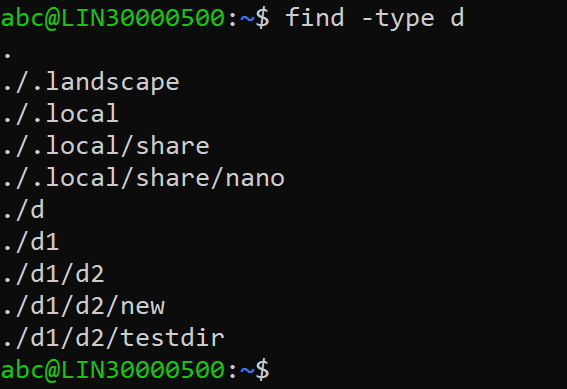 abc@LIN30000500:~$ find -type d
.
./.landscape
./.local
./.local/share
./.local/share/nano
./d
./d1
./d1/d2
./d1/d2/new
./d1/d2/testdir
abc@LIN30000500:~$